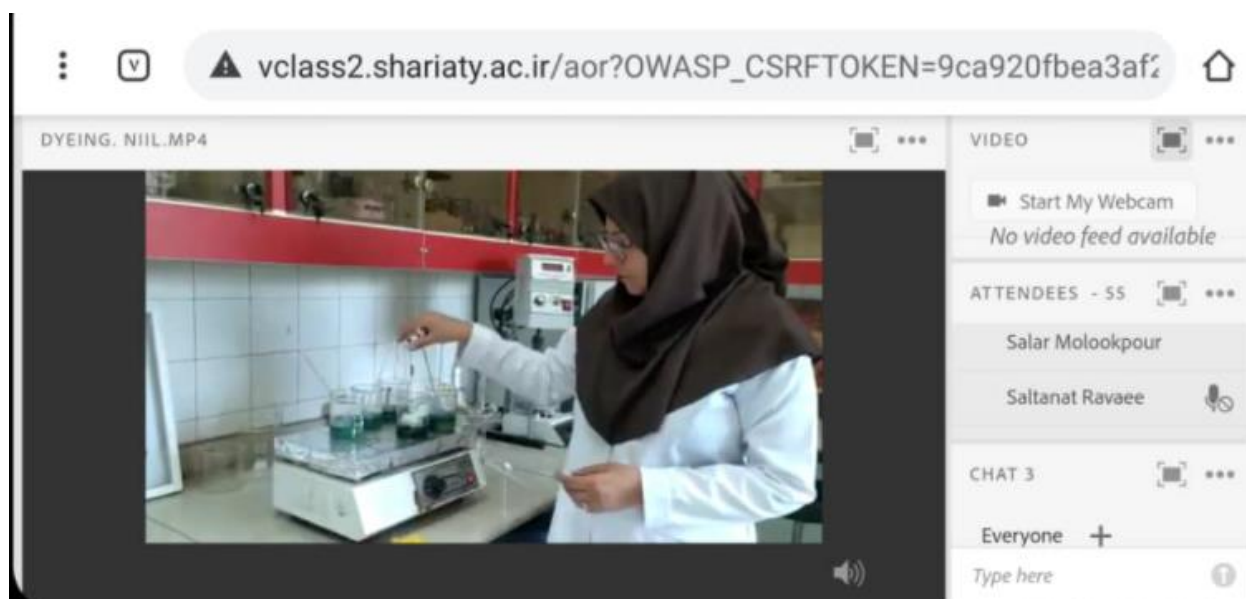 V
vclass2.shariaty.ac.ir/aor?OWASP_CSRFTOKEN=9ca920fbea3af2
DYEING. NIIL.MP4
VIDEO
Start My Webcam
No video feed available
ATTENDEES - 55
Salar Molookpour
Saltanat Ravaee
CHAT 3
Everyone +
Type here